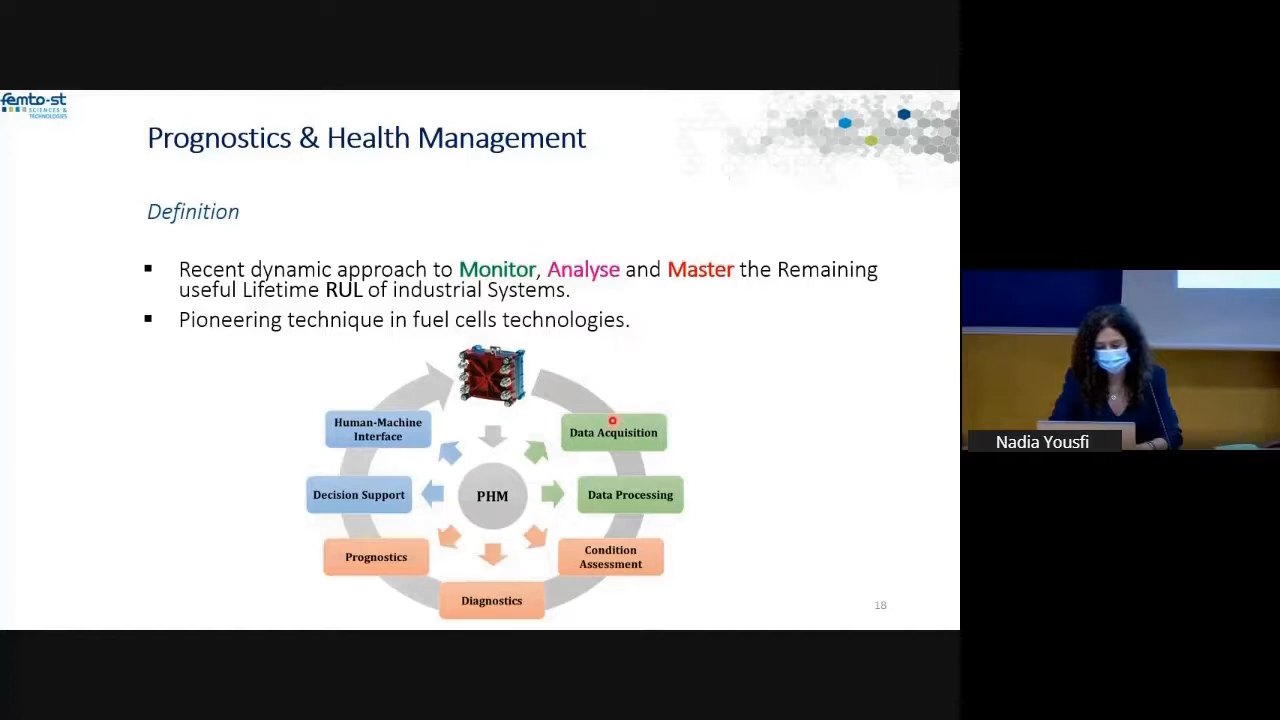 femto-st
SCIENCES &
TECHNOLOGIES
Prognostics & Health Management
Definition
▪ Recent dynamic approach to Monitor, Analyse and Master the Remaining
useful Lifetime RUL of industrial Systems.
▪ Pioneering technique in fuel cells technologies.
Human-Machine
Interface
Data Acquisition
Decision Support
PHM
Data Processing
Prognostics
Condition
Assessment
Diagnostics
18
Nadia Yousfi